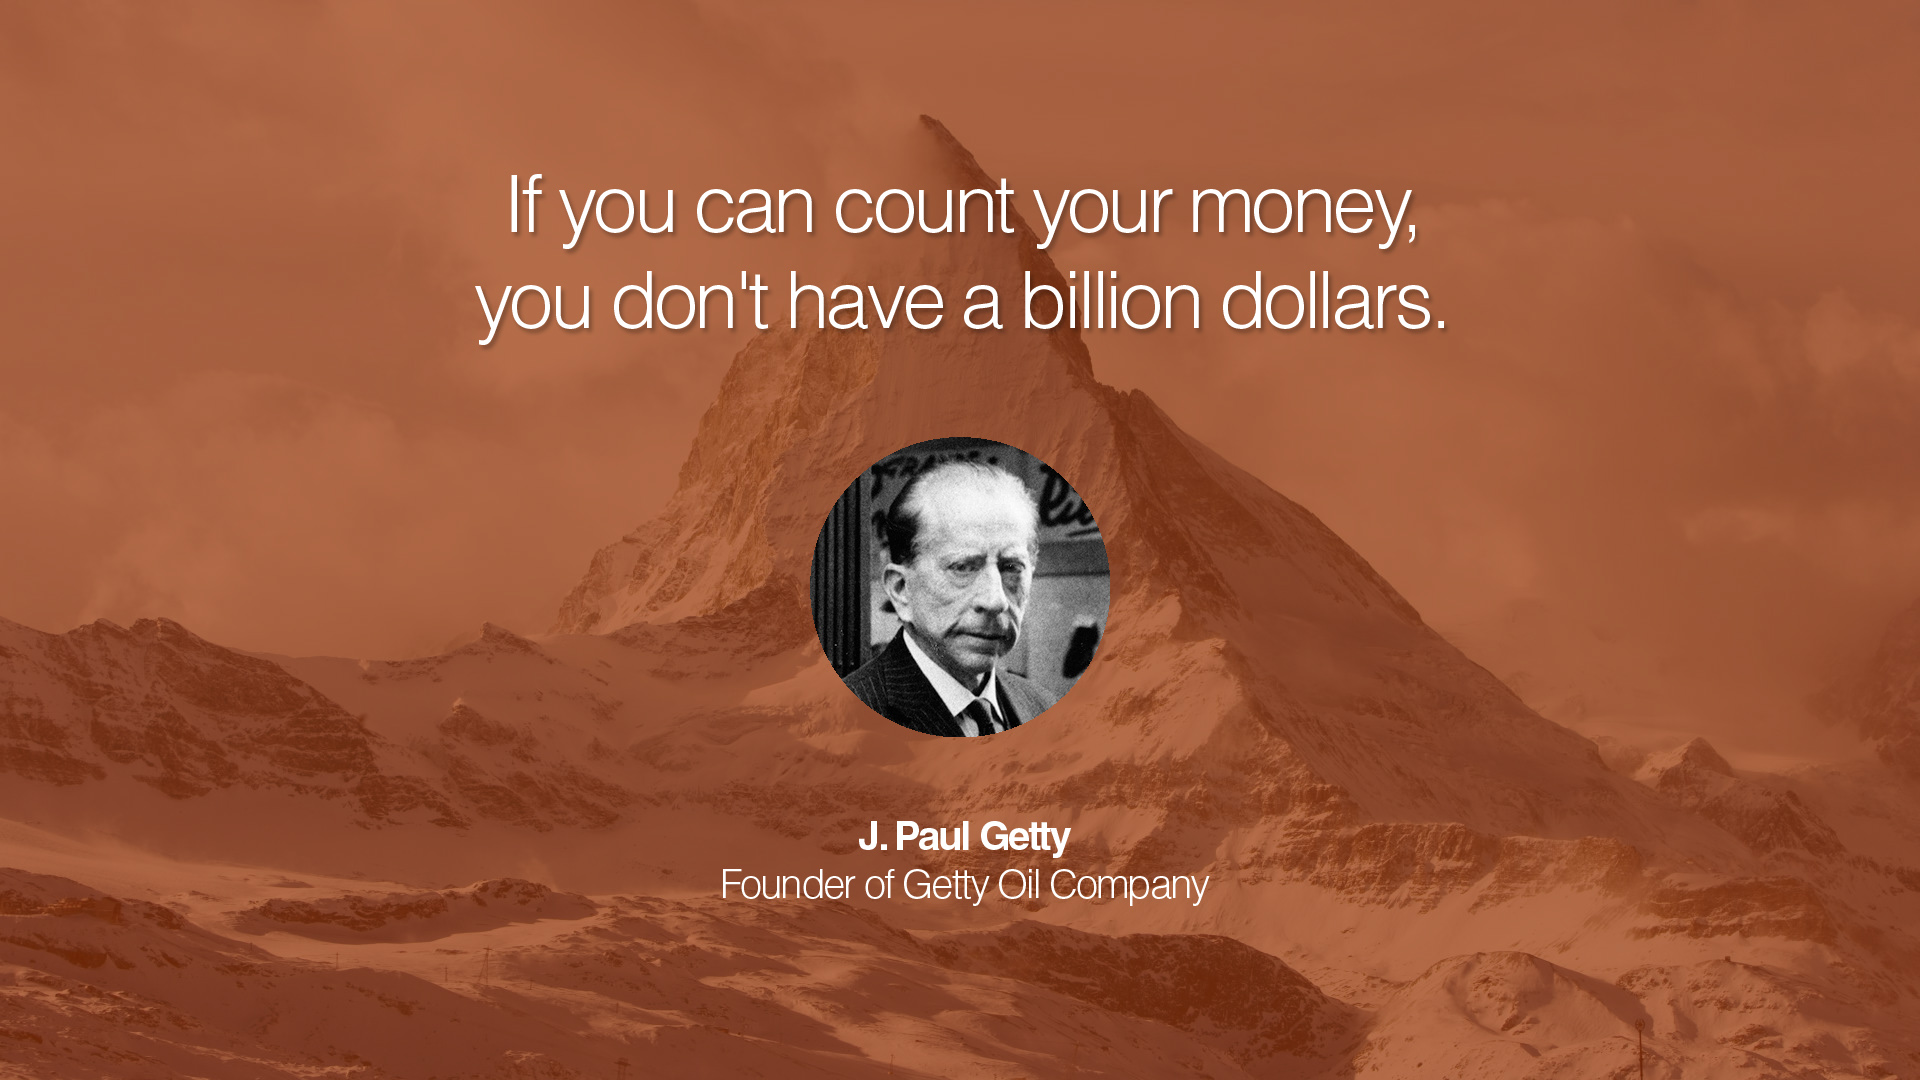 If you can count your money,
you don't have a billion dollars.
J. Paul Getty
Founder of Getty Oil Company